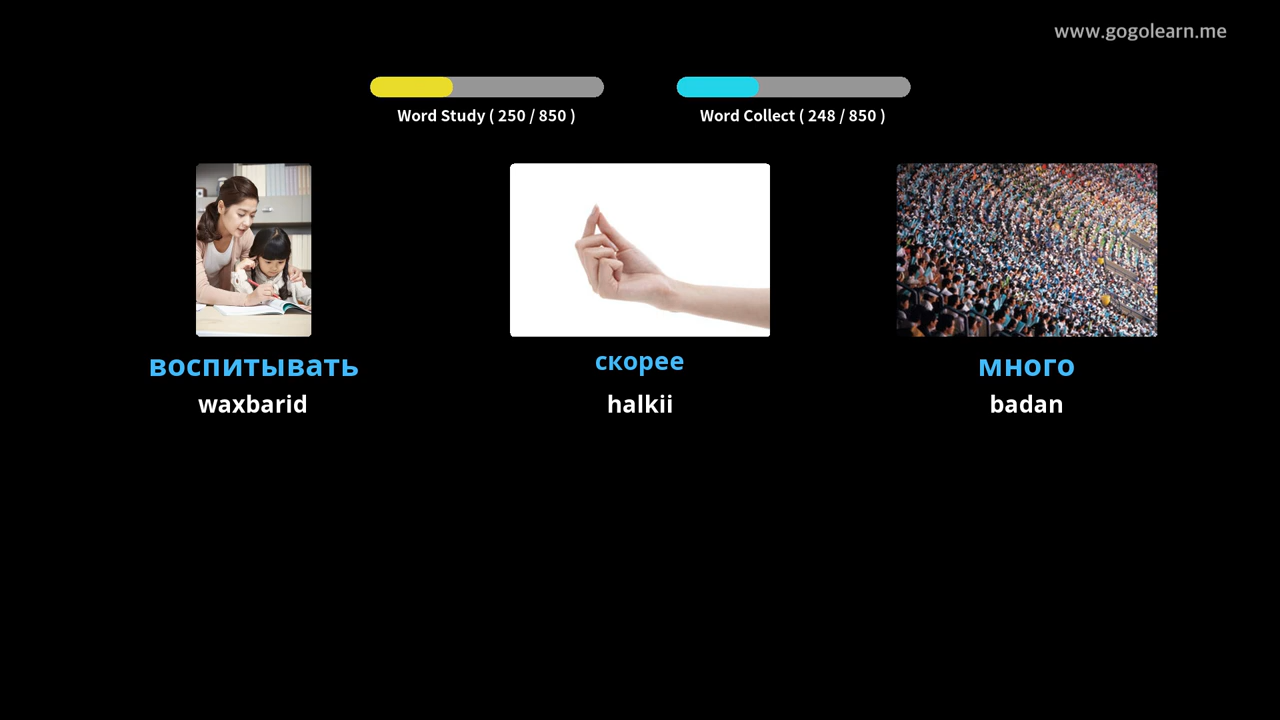 www.gogolearn.me
Word Study ( 250 / 850 )
Word Collect ( 248 / 850 )
воспитывать
waxbarid
скорее
halkii
много
badan